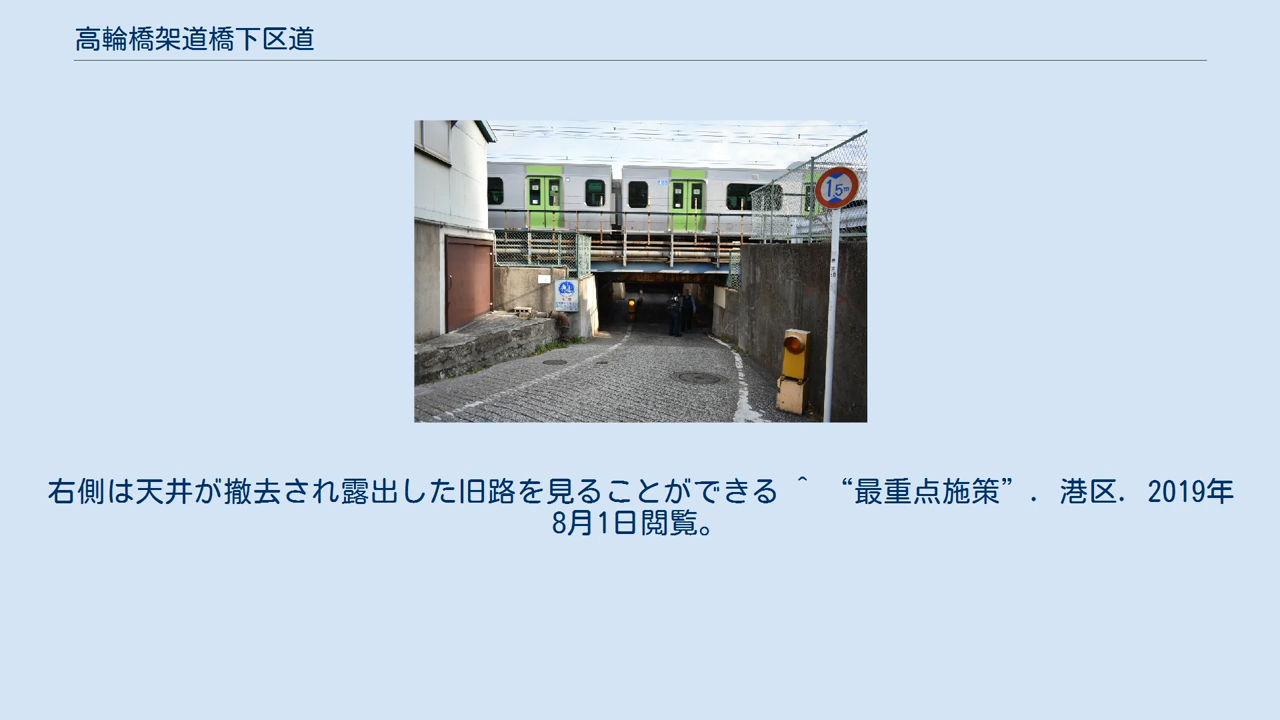 高輪橋架道橋下区道
1.5m
右側は天井が撤去され露出した旧路を見ることができる ^ “最重点施策”. 港区. 2019年
8月1日閲覧。